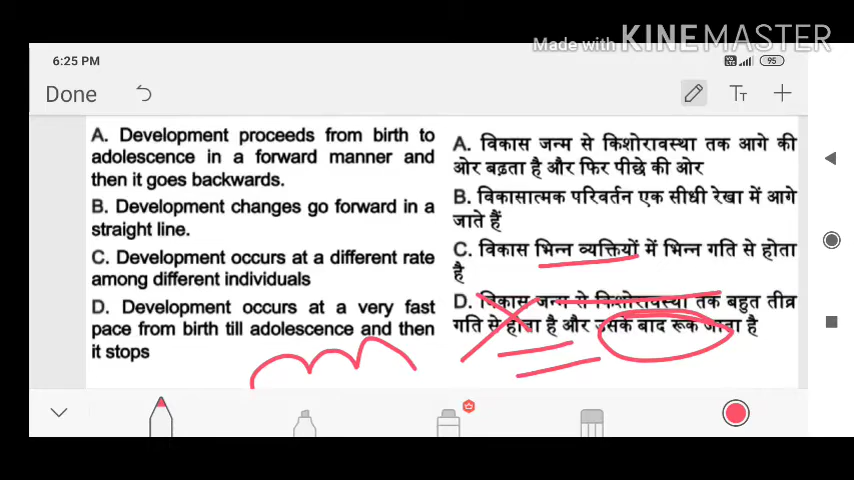 Made with KINEMASTER
6:25 PM
95
Done
A. Development proceeds from birth to
adolescence in a forward manner and
then it goes backwards.
B. Development changes go forward in a
straight line.
C. Development occurs at a different rate
among different individuals
D. Development occurs at a very fast
pace from birth till adolescence and then
it stops
A. विकास जन्म से किशोरावस्था तक आगे की
ओर बढ़ता है और फिर पीछे की ओर
B. विकासात्मक परिवर्तन एक सीधी रेखा में आगे
जाते हैं
C. विकास भिन्न व्यक्तियों में भिन्न गति से होता
है
D. विकास जन्म से किशोरावस्था तक बहुत तीव्र
गति से होता है और उसके बाद रूक जाता है